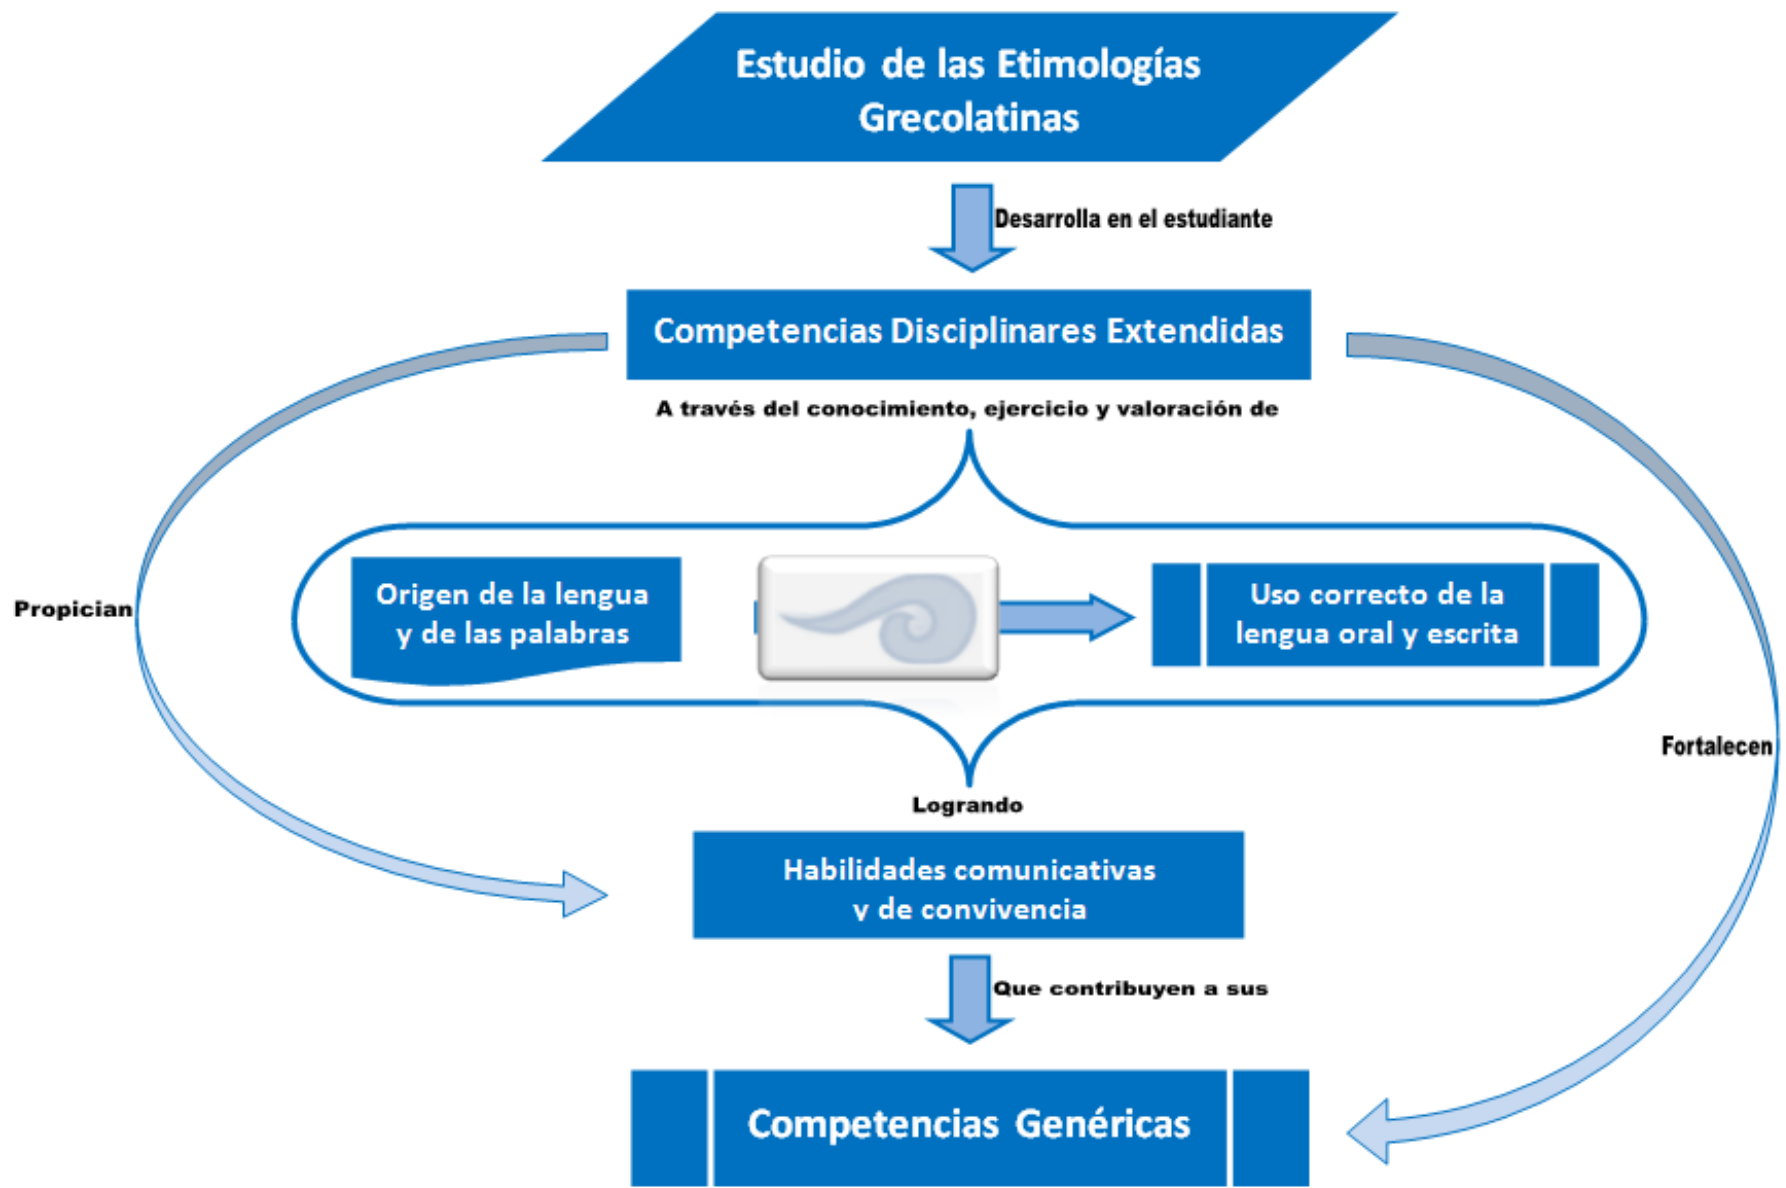 Estudio de las Etimologías
Grecolatinas
Desarrolla en el estudiante
Competencias Disciplinares Extendidas
A través del conocimiento, ejercicio y valoración de
Origen de la lengua
y de las palabras
Uso correcto de la
lengua oral y escrita
Propician
Fortalecen
Logrando
Habilidades comunicativas
y de convivencia
Que contribuyen a sus
Competencias Genéricas